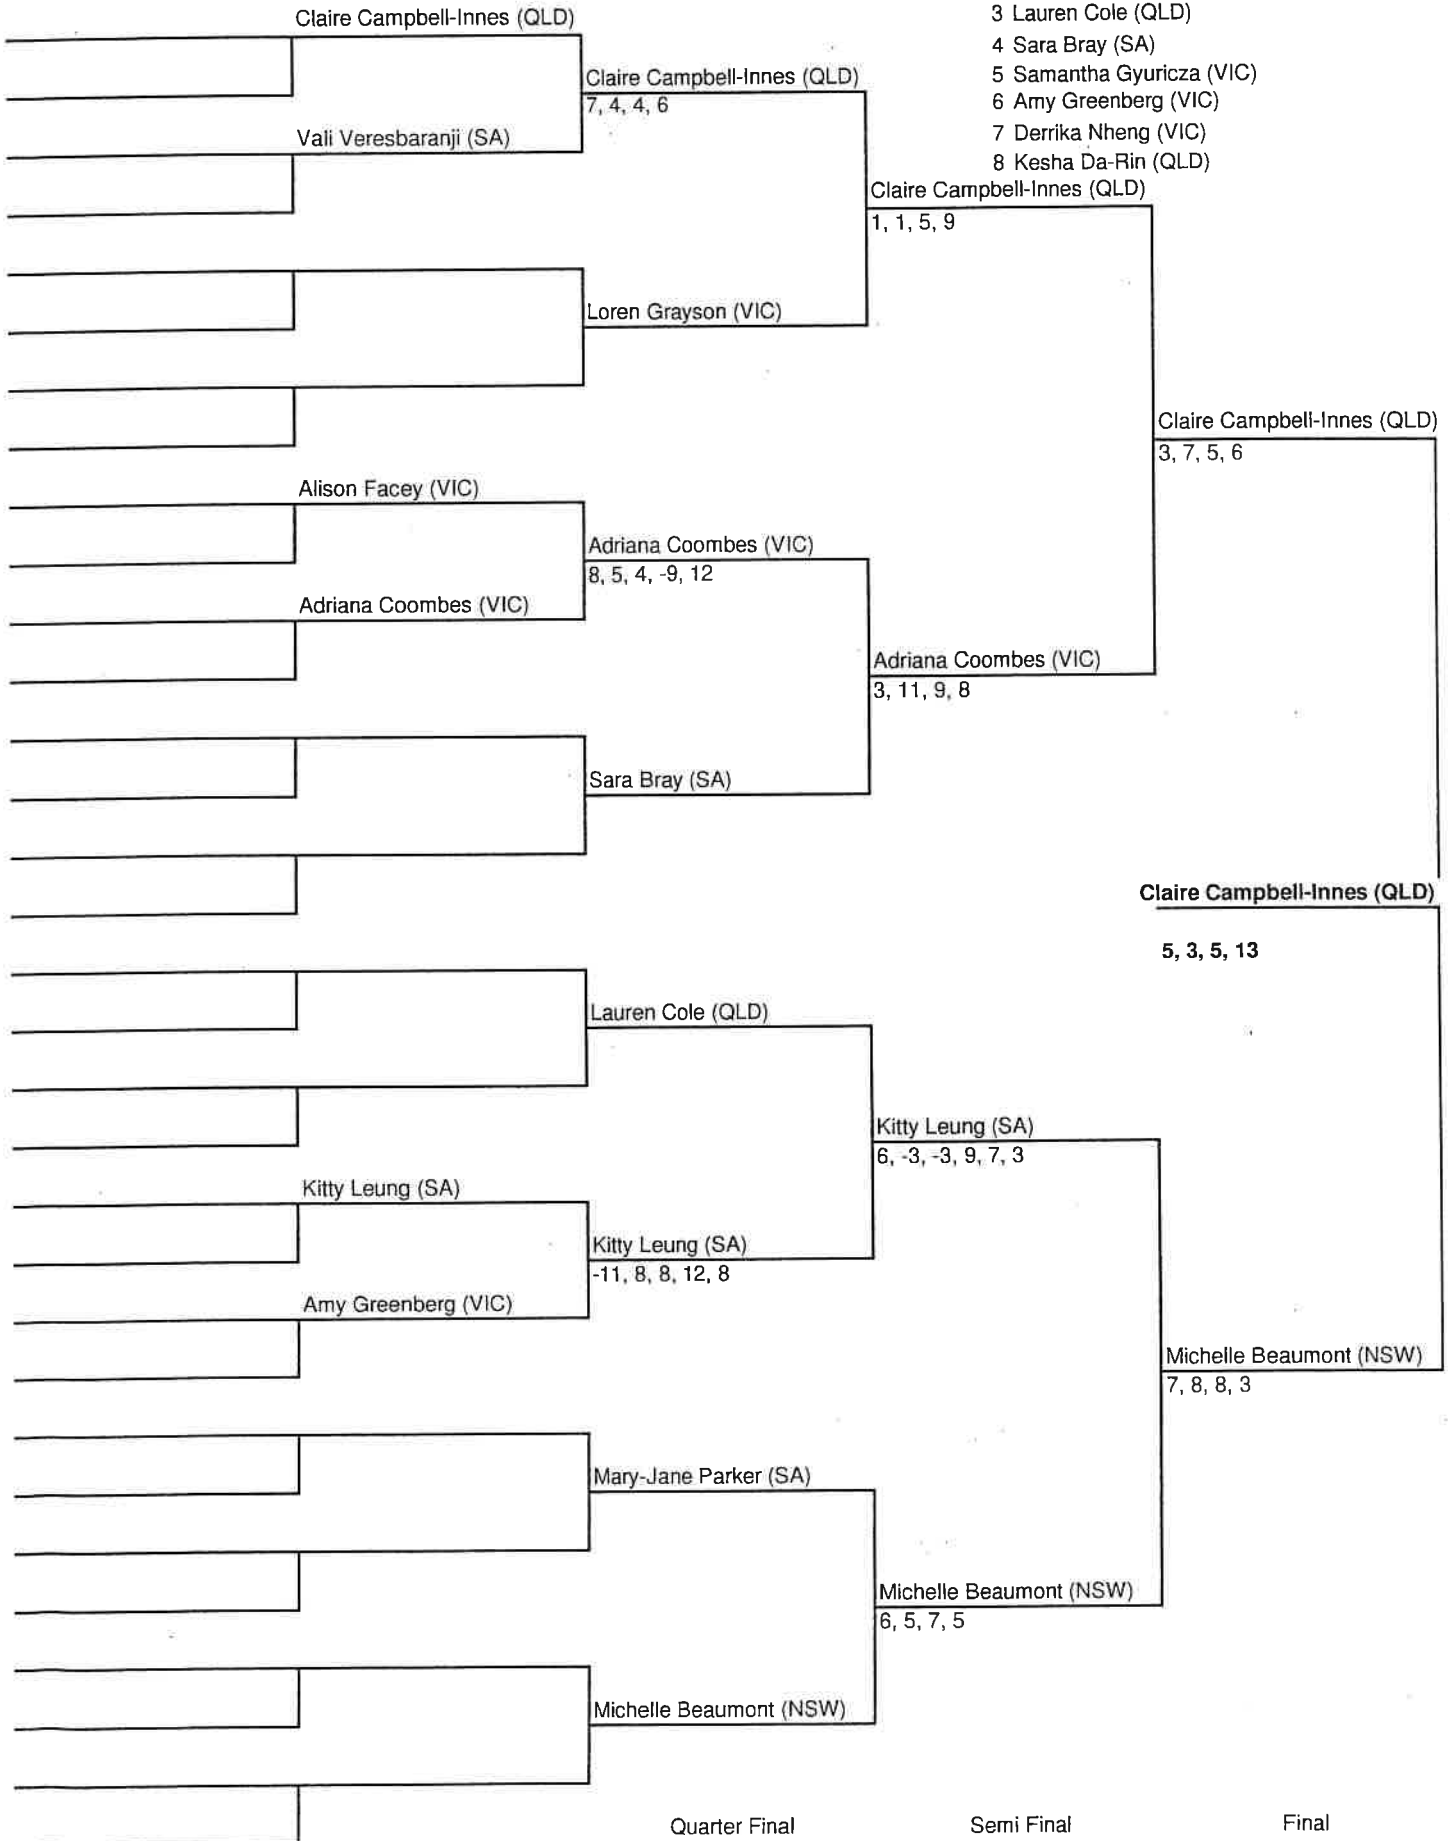 Claire Campbell-Innes (QLD)
3 Lauren Cole (QLD)
4 Sara Bray (SA)
5 Samantha Gyuricza (VIC)
6 Amy Greenberg (VIC)
7 Derrika Nheng (VIC)
8 Kesha Da-Rin (QLD)
Claire Campbell-Innes (QLD)
7, 4, 4, 6
Vali Veresbaranji (SA)
Claire Campbell-Innes (QLD)
1, 1, 5, 9
Loren Grayson (VIC)
Claire Campbell-Innes (QLD)
3, 7, 5, 6
Alison Facey (VIC)
Adriana Coombes (VIC)
8, 5, 4, -9, 12
Adriana Coombes (VIC)
Adriana Coombes (VIC)
3, 11, 9, 8
Sara Bray (SA)
Claire Campbell-Innes (QLD)
5, 3, 5, 13
Lauren Cole (QLD)
Kitty Leung (SA)
6, -3, -3, 9, 7, 3
Kitty Leung (SA)
Kitty Leung (SA)
-11, 8, 8, 12, 8
Amy Greenberg (VIC)
Michelle Beaumont (NSW)
7, 8, 8, 3
Mary-Jane Parker (SA)
Michelle Beaumont (NSW)
6, 5, 7, 5
Michelle Beaumont (NSW)
Quarter Final
Semi Final
Final